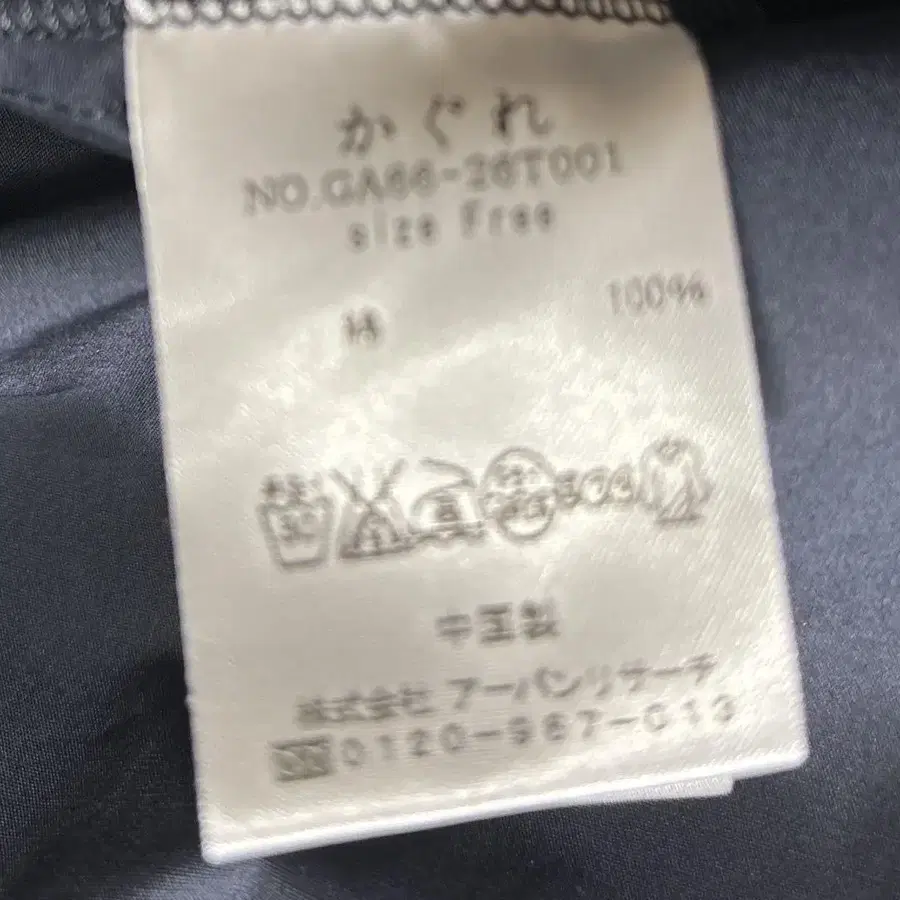 かぐれ
NO.GA66-26T001
size Free
綿 100%
30
中国製
株式会社 アーバンリサーチ
0120-987-013